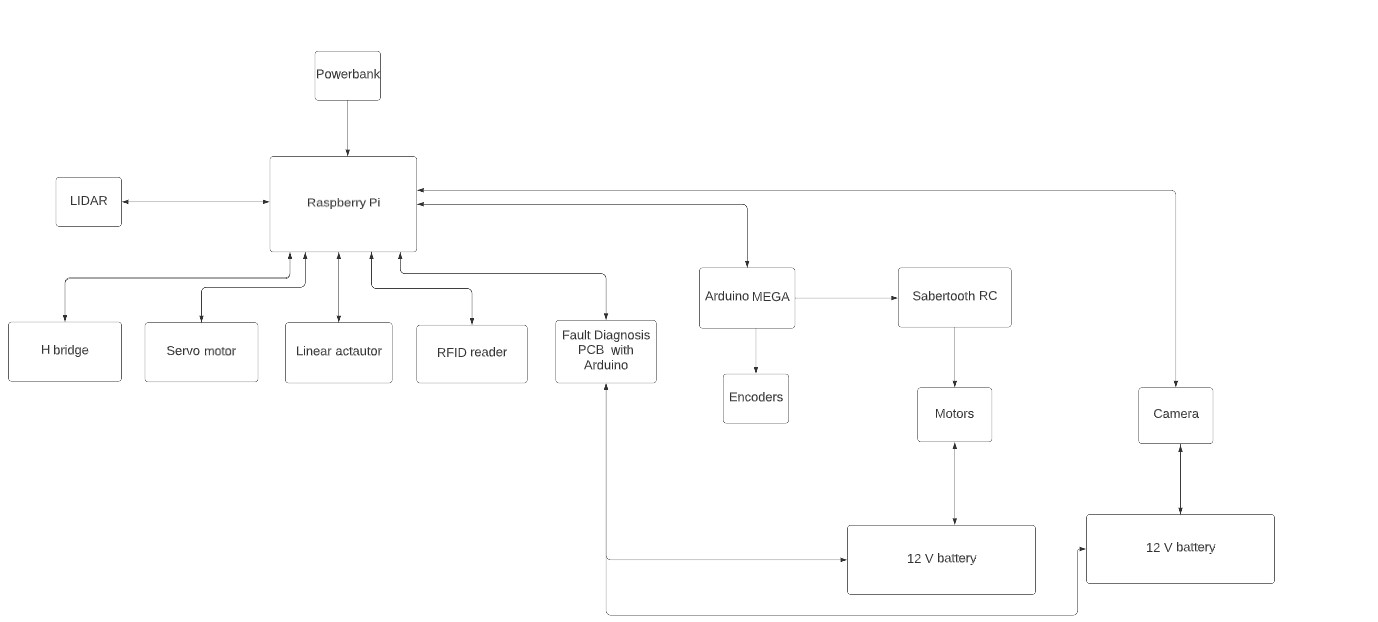 Powerbank
LIDAR
Raspberry Pi
Arduino MEGA
Sabertooth RC
H bridge
Servo motor
Linear actautor
RFID reader
Fault Diagnosis
PCB with
Arduino
Encoders
Motors
Camera
12 V battery
12 V battery